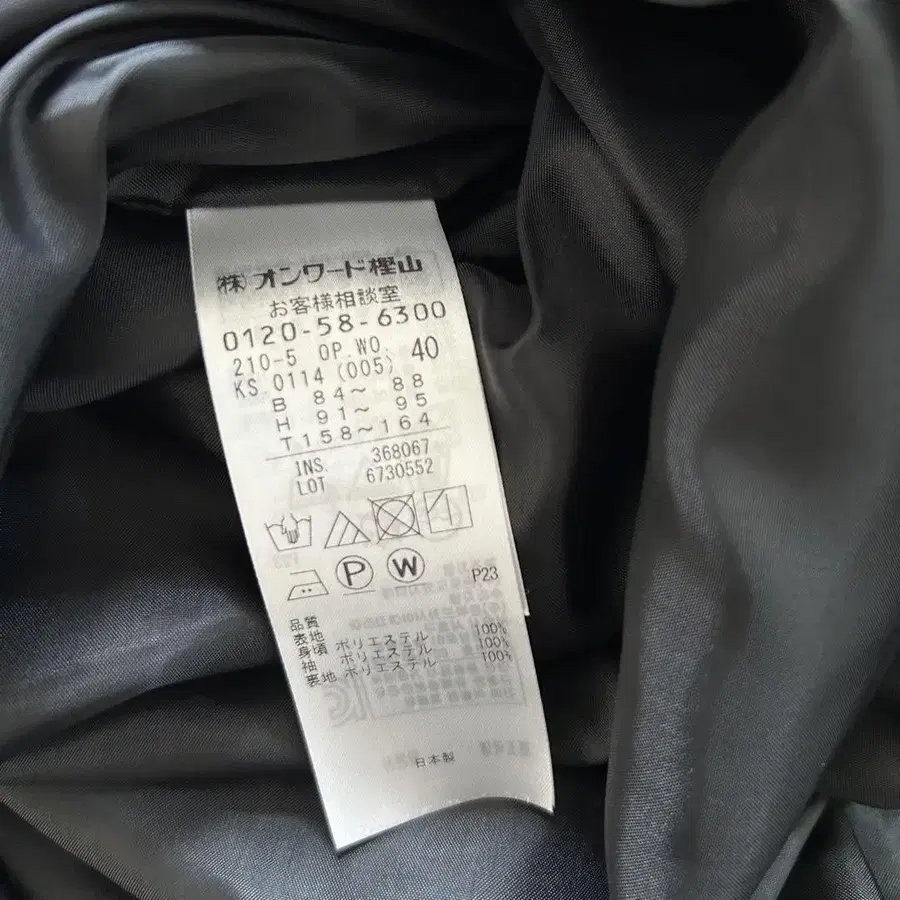 ㈱オンワード樫山
お客様相談室
0120-58-6300
210-5 OP.WO. 40
KS.0114 (005)
B 84～ 88
H 91～ 95
T158～164
INS. 368067
LOT 6730552
P W
P23
品質
表地
身頃 ポリエステル 100%
袖 ポリエステル 100%
裏地 ポリエステル 100%
日本製